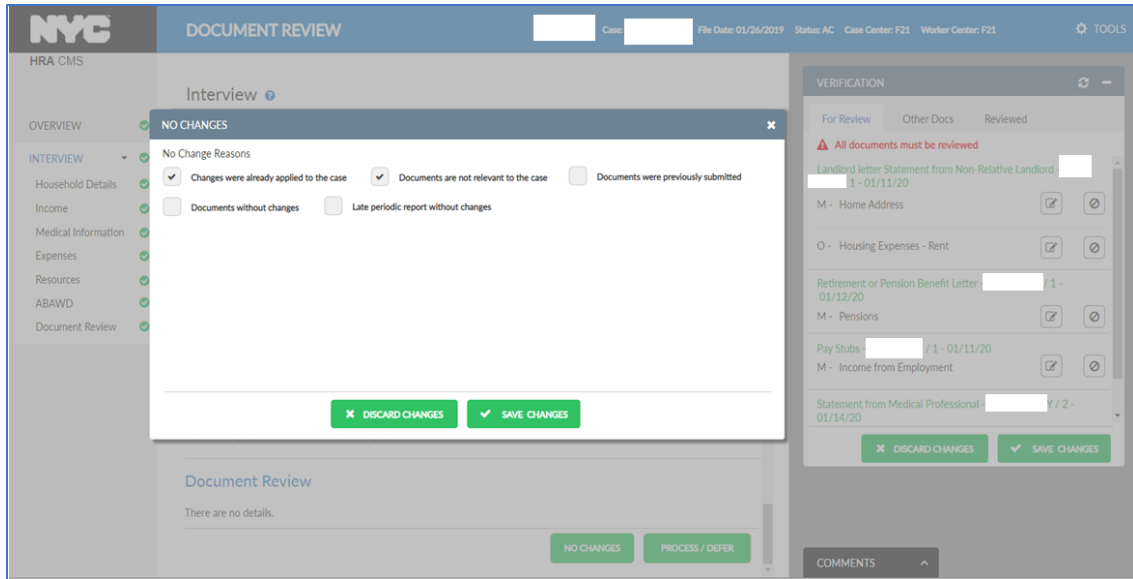 NYC
DOCUMENT REVIEW
Case:
File Date: 01/26/2019 Status: AC Case Center: F21 Worker Center: F21
TOOLS
HRA CMS
OVERVIEW
INTERVIEW
Household Details
Income
Medical Information
Expenses
Resources
ABAWD
Document Review
Interview
NO CHANGES
No Change Reasons
Changes were already applied to the case
Documents are not relevant to the case
Documents were previously submitted
Documents without changes
Late periodic report without changes
DISCARD CHANGES
SAVE CHANGES
Document Review
There are no details.
NO CHANGES
PROCESS / DEFER
VERIFICATION
For Review
Other Docs
Reviewed
All documents must be reviewed
Landlord letter Statement from Non-Relative Landlord -
1 - 01/11/20
M - Home Address
O - Housing Expenses - Rent
Retirement or Pension Benefit Letter - / 1 -
01/12/20
M - Pensions
Pay Stubs - / 1 - 01/11/20
M - Income from Employment
Statement from Medical Professional - Y / 2 -
01/14/20
DISCARD CHANGES
SAVE CHANGES
COMMENTS